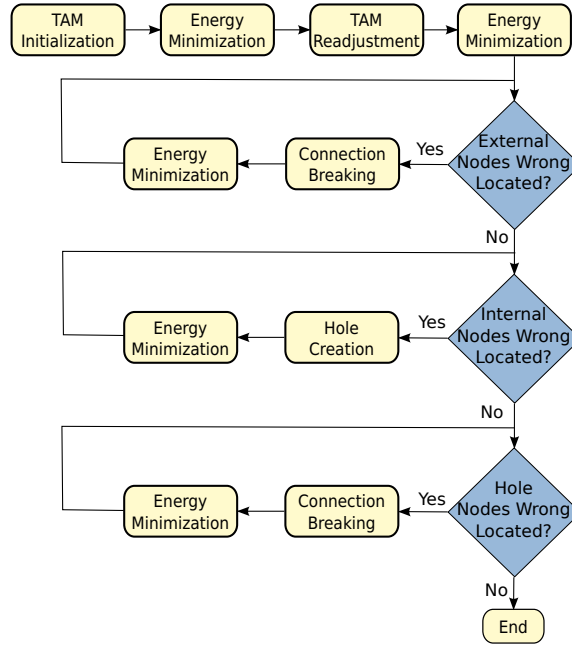 TAM
Initialization
Energy
Minimization
TAM
Readjustment
Energy
Minimization
External
Nodes Wrong
Located?
Yes
Connection
Breaking
Energy
Minimization
No
Internal
Nodes Wrong
Located?
Yes
Hole
Creation
Energy
Minimization
No
Hole
Nodes Wrong
Located?
Yes
Connection
Breaking
Energy
Minimization
No
End